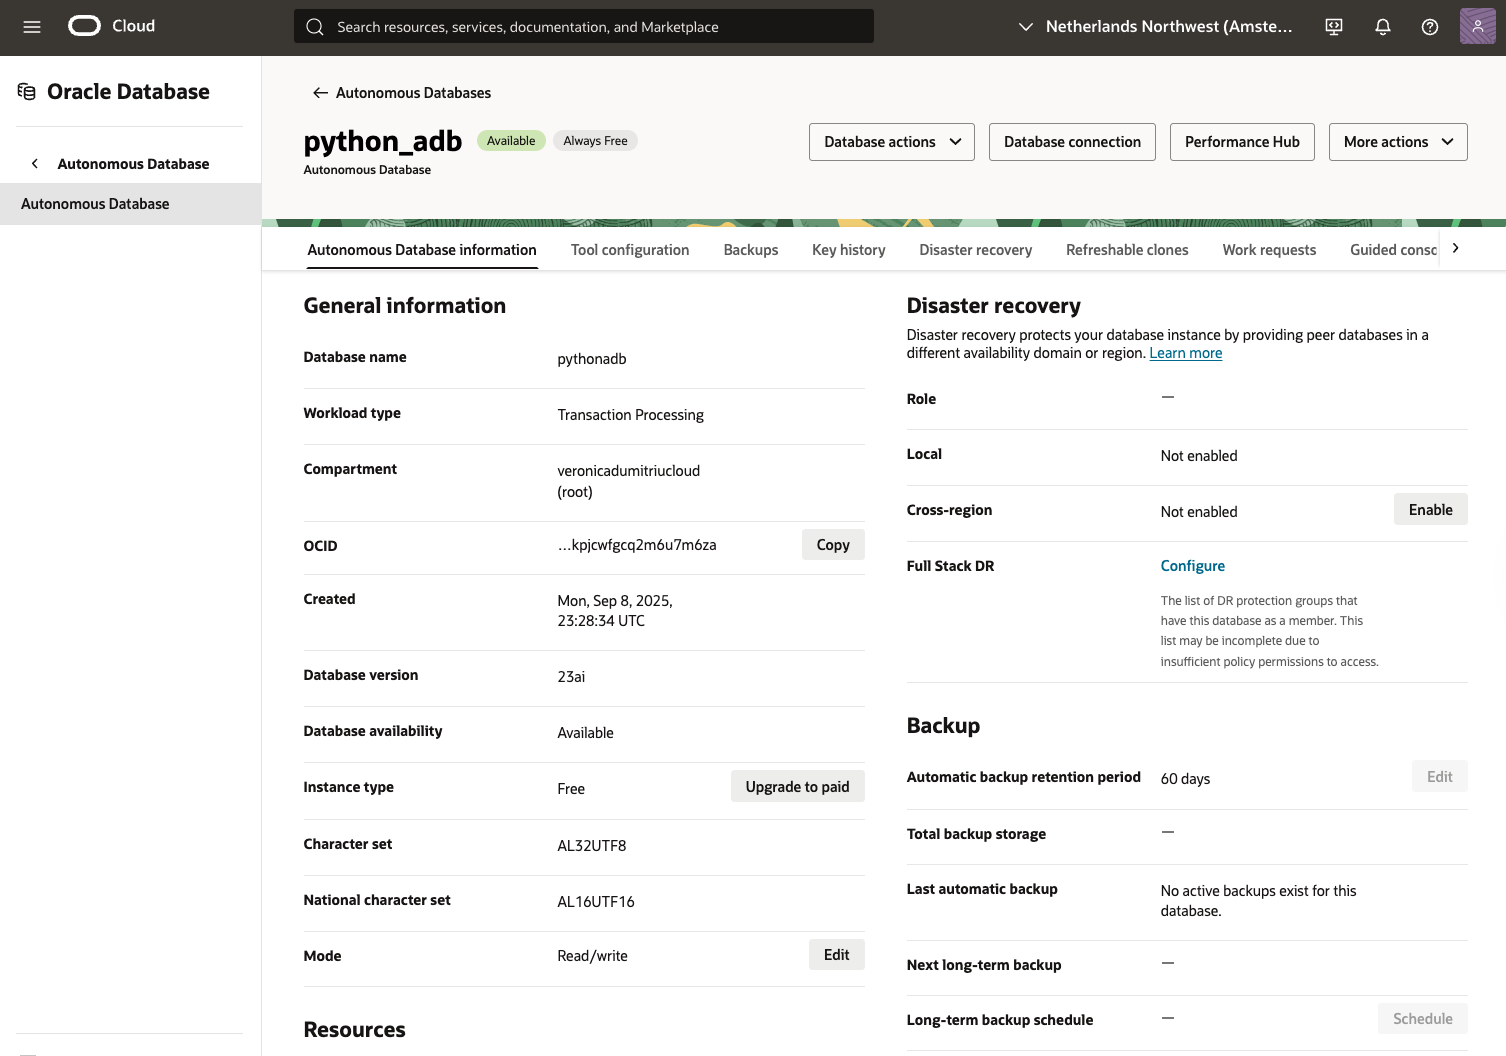 Cloud
Search resources, services, documentation, and Marketplace
Netherlands Northwest (Amste...
Oracle Database
Autonomous Database
Autonomous Database
Autonomous Databases
python_adb
Available
Always Free
Autonomous Database
Database actions
Database connection
Performance Hub
More actions
Autonomous Database information
Tool configuration
Backups
Key history
Disaster recovery
Refreshable clones
Work requests
Guided consc
General information
Database name
pythonadb
Workload type
Transaction Processing
Compartment
veronicadumitriucloud
(root)
OCID
...kpjcwfgcq2m6u7m6za
Copy
Created
Mon, Sep 8, 2025,
23:28:34 UTC
Database version
23ai
Database availability
Available
Instance type
Free
Upgrade to paid
Character set
AL32UTF8
National character set
AL16UTF16
Mode
Read/write
Edit
Resources
Disaster recovery
Disaster recovery protects your database instance by providing peer databases in a
different availability domain or region. Learn more
Role
—
Local
Not enabled
Cross-region
Not enabled
Enable
Full Stack DR
Configure
The list of DR protection groups that
have this database as a member. This
list may be incomplete due to
insufficient policy permissions to access.
Backup
Automatic backup retention period
60 days
Edit
Total backup storage
—
Last automatic backup
No active backups exist for this
database.
Next long-term backup
—
Long-term backup schedule
—
Schedule